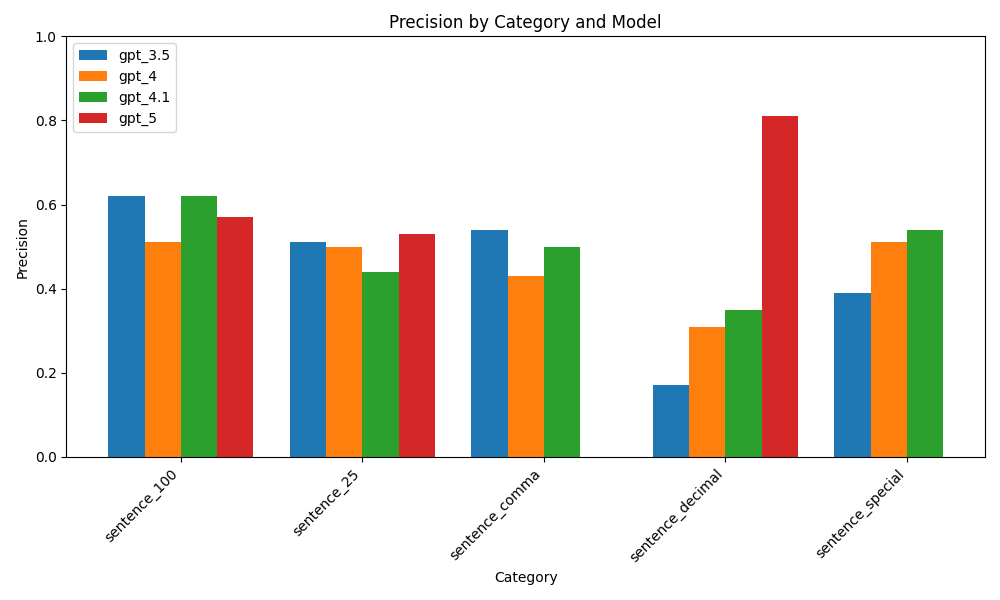 Precision by Category and Model
gpt_3.5
gpt_4
gpt_4.1
gpt_5
Precision
1.0
0.8
0.6
0.4
0.2
0.0
sentence_100
sentence_25
sentence_comma
sentence_decimal
sentence_special
Category